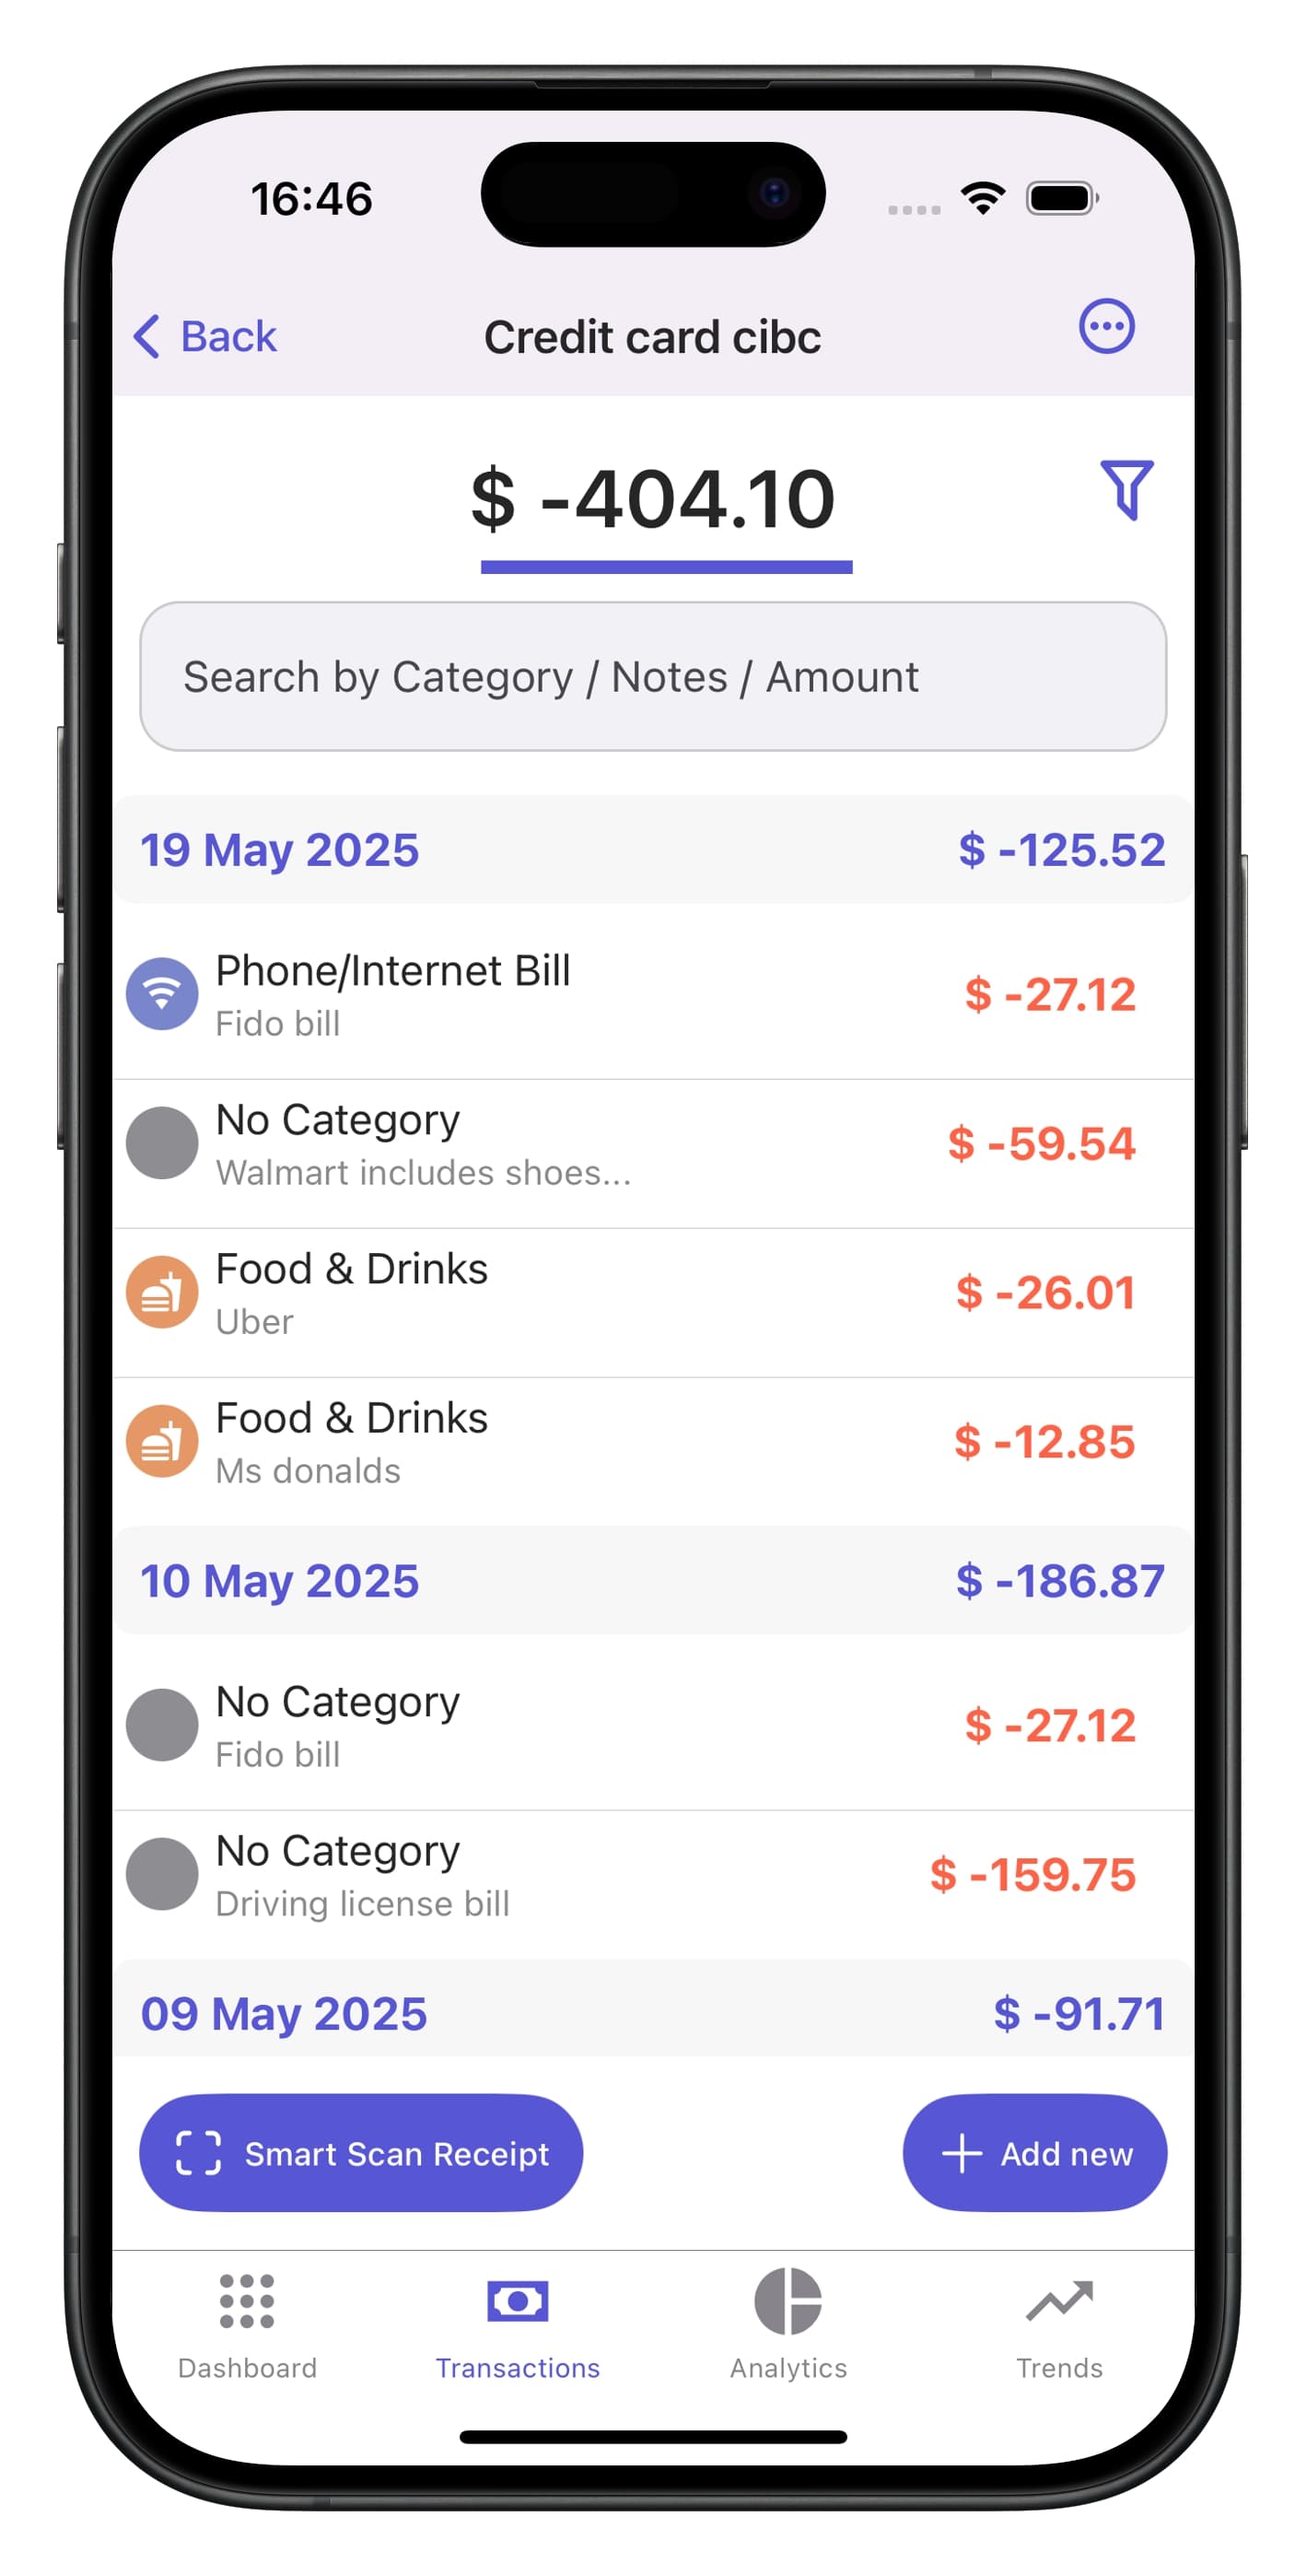 16:46
Back
Credit card cibc
$ -404.10
Search by Category / Notes / Amount
19 May 2025 $ -125.52
Phone/Internet Bill
Fido bill
$ -27.12
No Category
Walmart includes shoes...
$ -59.54
Food & Drinks
Uber
$ -26.01
Food & Drinks
Ms donalds
$ -12.85
10 May 2025 $ -186.87
No Category
Fido bill
$ -27.12
No Category
Driving license bill
$ -159.75
09 May 2025 $ -91.71
Smart Scan Receipt
Add new
Dashboard
Transactions
Analytics
Trends